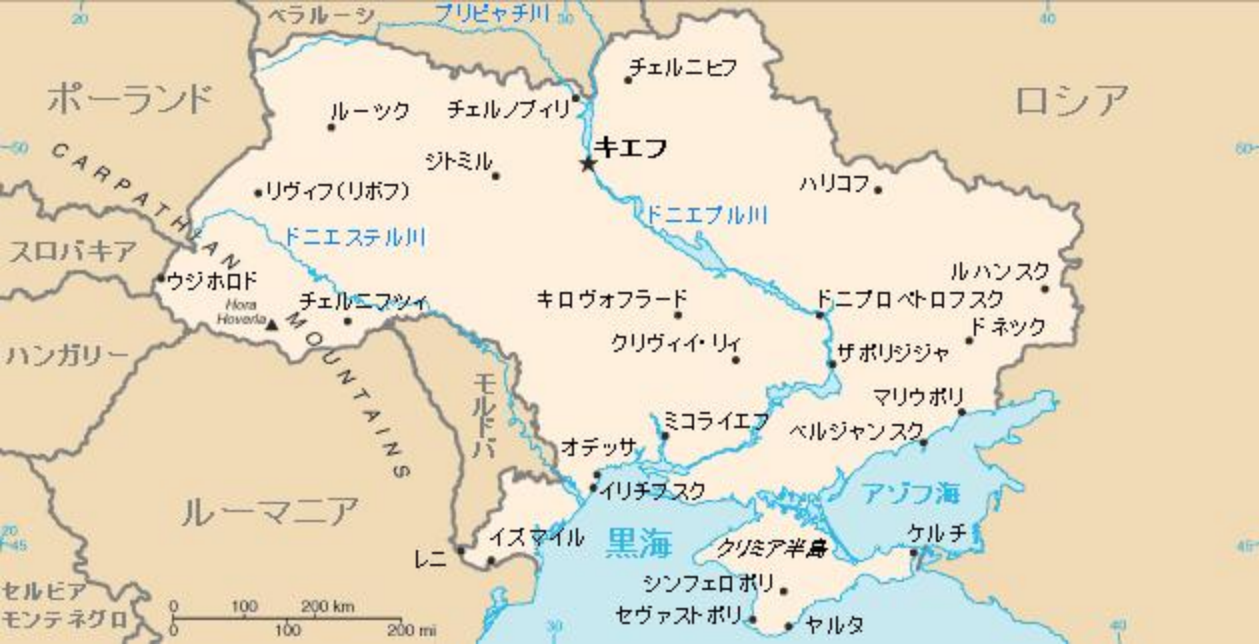 20
ベラルーシ
プリピャチ川
30
40
チェルニヒフ
ポーランド
ルーツク
チェルノブィリ
ロシア
50
CARPATHIAN MOUNTAINS
キエフ
50
ジトミル
ハリコフ
リヴィフ(リボフ)
ドニエプル川
スロバキア
ドニエステル川
ルハンスク
ウジホロド
Hora
Hoverla
チェルニフツィ
キロヴォフラード
ドニプロペトロフスク
ドネツク
ハンガリー
クリヴィイ・リィ
ザポリジジャ
モルドバ
マリウポリ
ミコライエフ
ベルジャンスク
オデッサ
イリチフスク
アゾフ海
ルーマニア
20
45
イズマイル
黒海
クリミア半島
ケルチ
45
レニ
シンフェロポリ
セルビア
モンテネグロ
0 100 200 km
0 100 200 mi
セヴァストポリ
ヤルタ
30
40